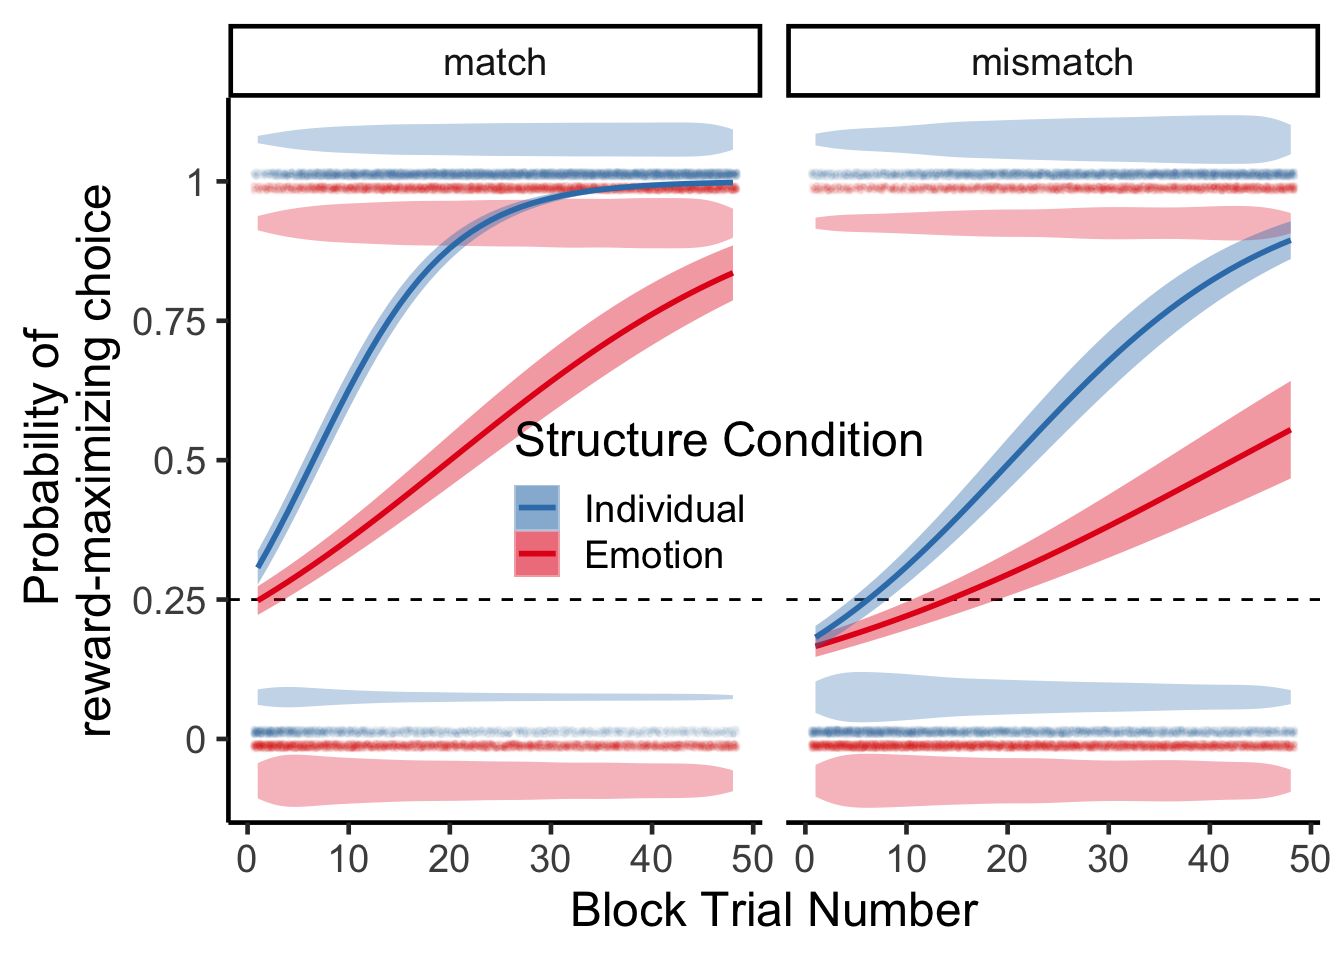 match
mismatch
Probability of
reward-maximizing choice
1
0.75
0.5
0.25
0
Structure Condition
Individual
Emotion
0 10 20 30 40 50
0 10 20 30 40 50
Block Trial Number